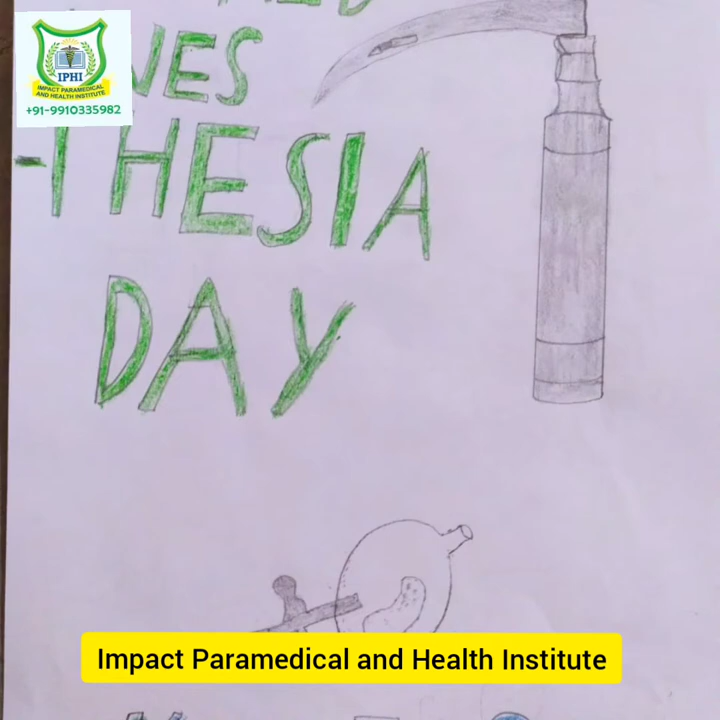 IPHI
IMPACT PARAMEDICAL
AND HEALTH INSTITUTE
+91-9910335982
NES
-THESIA
DAY
Impact Paramedical and Health Institute